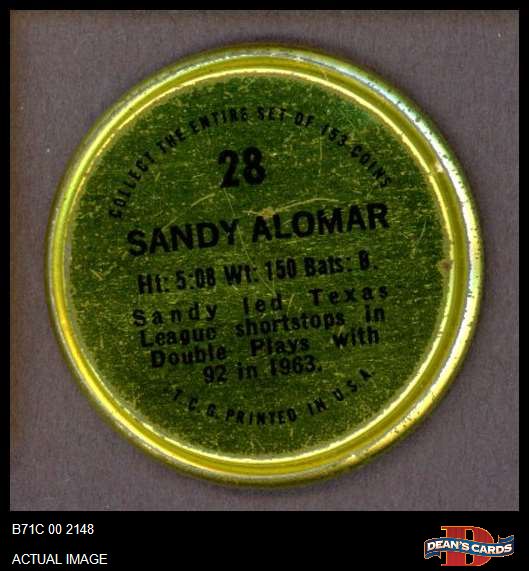 COLLECT THE ENTIRE SET OF 153 COINS
28
SANDY ALOMAR
Ht: 5:08 Wt: 150 Bats: B.
Sandy led Texas
League shortstops in
Double Plays with
92 in 1963.
T.C.G. PRINTED IN U.S.A.
B71C 00 2148
ACTUAL IMAGE
D
DEAN'S CARDS